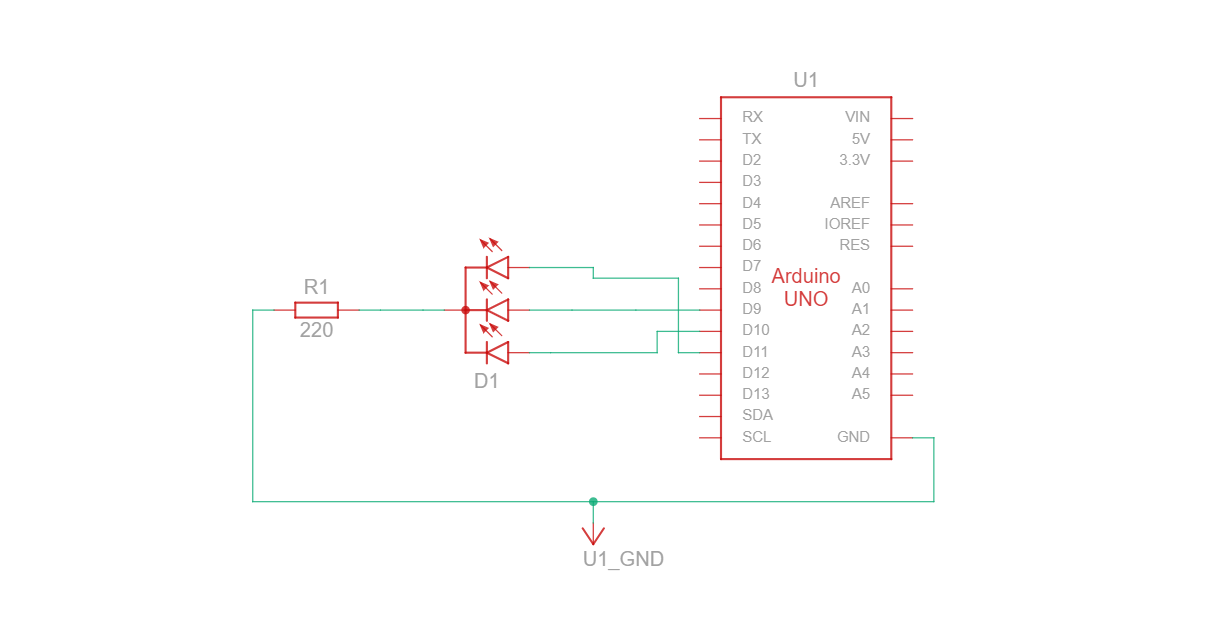 U1
RX
VIN
TX
5V
D2
3.3V
D3
D4
AREF
D5
IOREF
D6
RES
D7
Arduino
UNO
D8
A0
D9
A1
D10
A2
D11
A3
D12
A4
D13
A5
SDA
SCL
GND
R1
220
D1
U1_GND